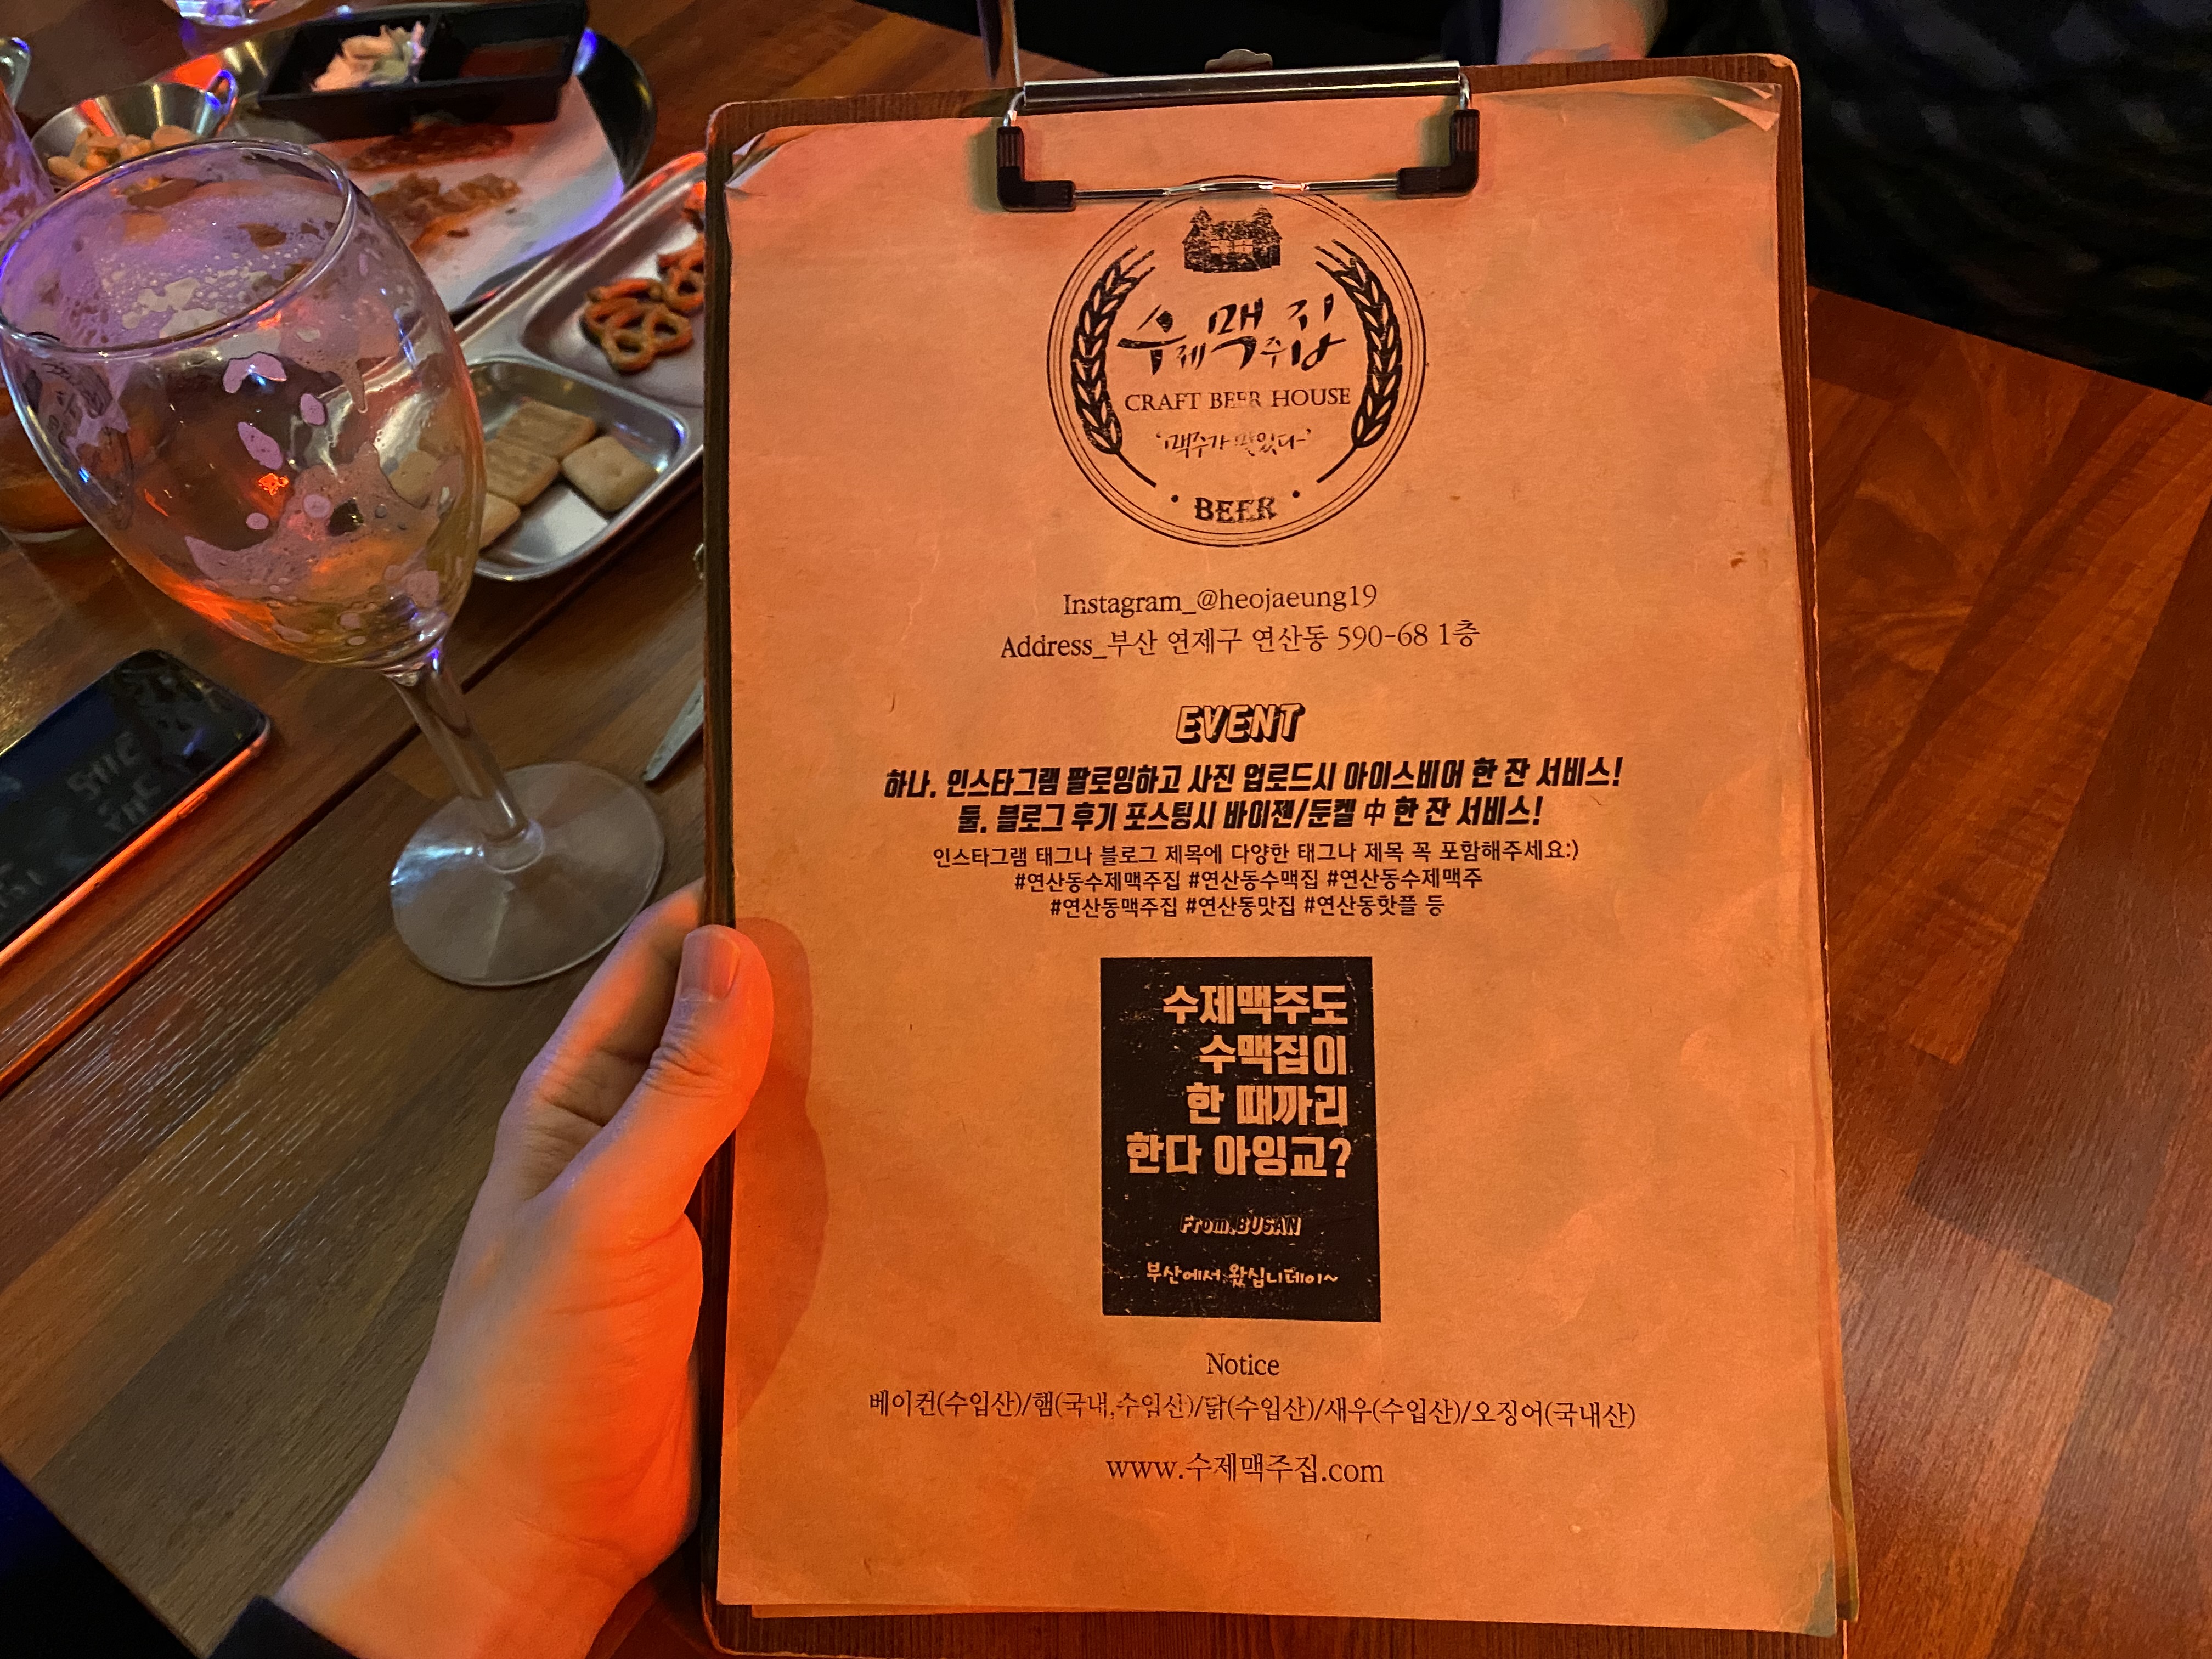 수제맥주집
CRAFT BEER HOUSE
'맥주가 맛있다'
BEER
Instagram_@heojaeung19
Address_부산 연제구 연산동 590-68 1층
EVENT
하나. 인스타그램 팔로잉하고 사진 업로드시 아이스비어 한 잔 서비스!
둘. 블로그 후기 포스팅시 바이젠/둔켈 中 한 잔 서비스!
인스타그램 태그나 블로그 제목에 다양한 태그나 제목 꼭 포함해주세요:)
#연산동수제맥주집 #연산동수맥집 #연산동수제맥주
#연산동맥주집 #연산동맛집 #연산동핫플 등
수제맥주도
수맥집이
한 때까리
한다 아잉교?
From.BUSAN
부산에서 왔심니데이~
Notice
베이컨(수입산)/햄(국내,수입산)/닭(수입산)/새우(수입산)/오징어(국내산)
www.수제맥주집.com